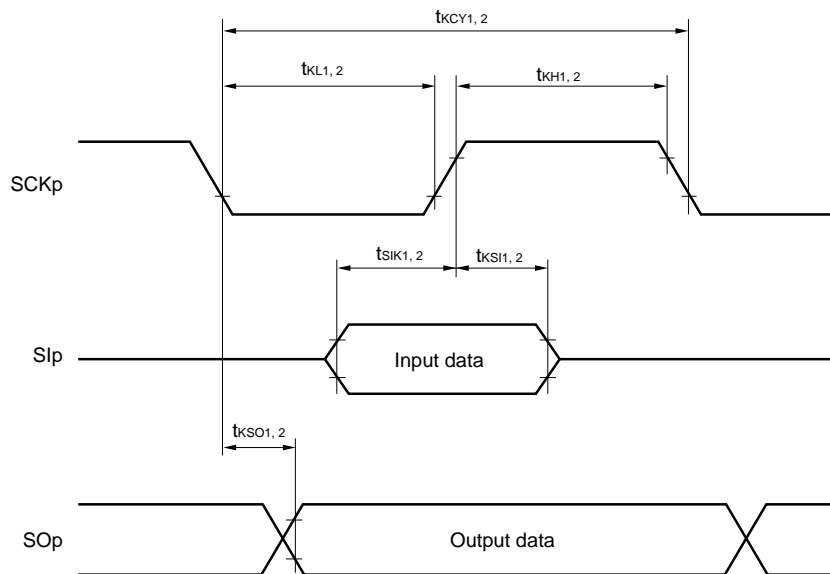 tKCY1, 2
tKL1, 2
tKH1, 2
SCKp
tSIK1, 2
tKSI1, 2
SIp
Input data
tKSO1, 2
SOp
Output data